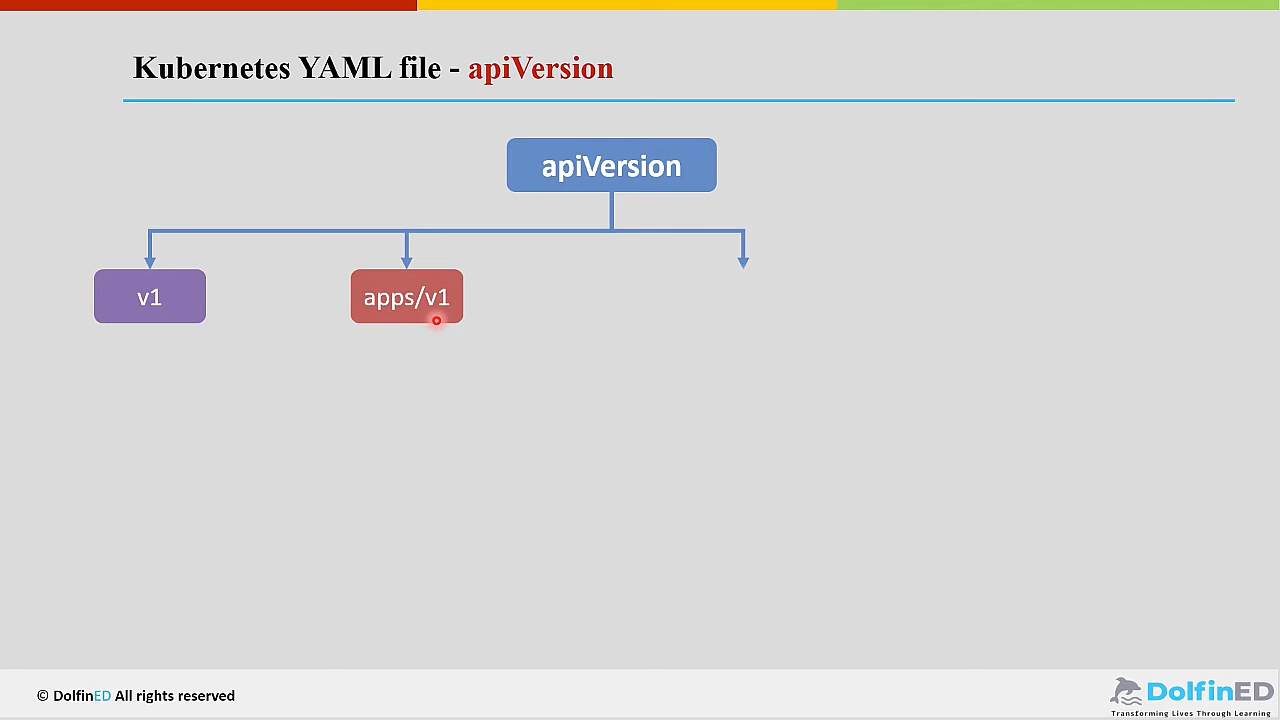 Kubernetes YAML file - apiVersion
apiVersion
v1
apps/v1
© DolfinED All rights reserved
DolfinED
Transforming Lives Through Learning